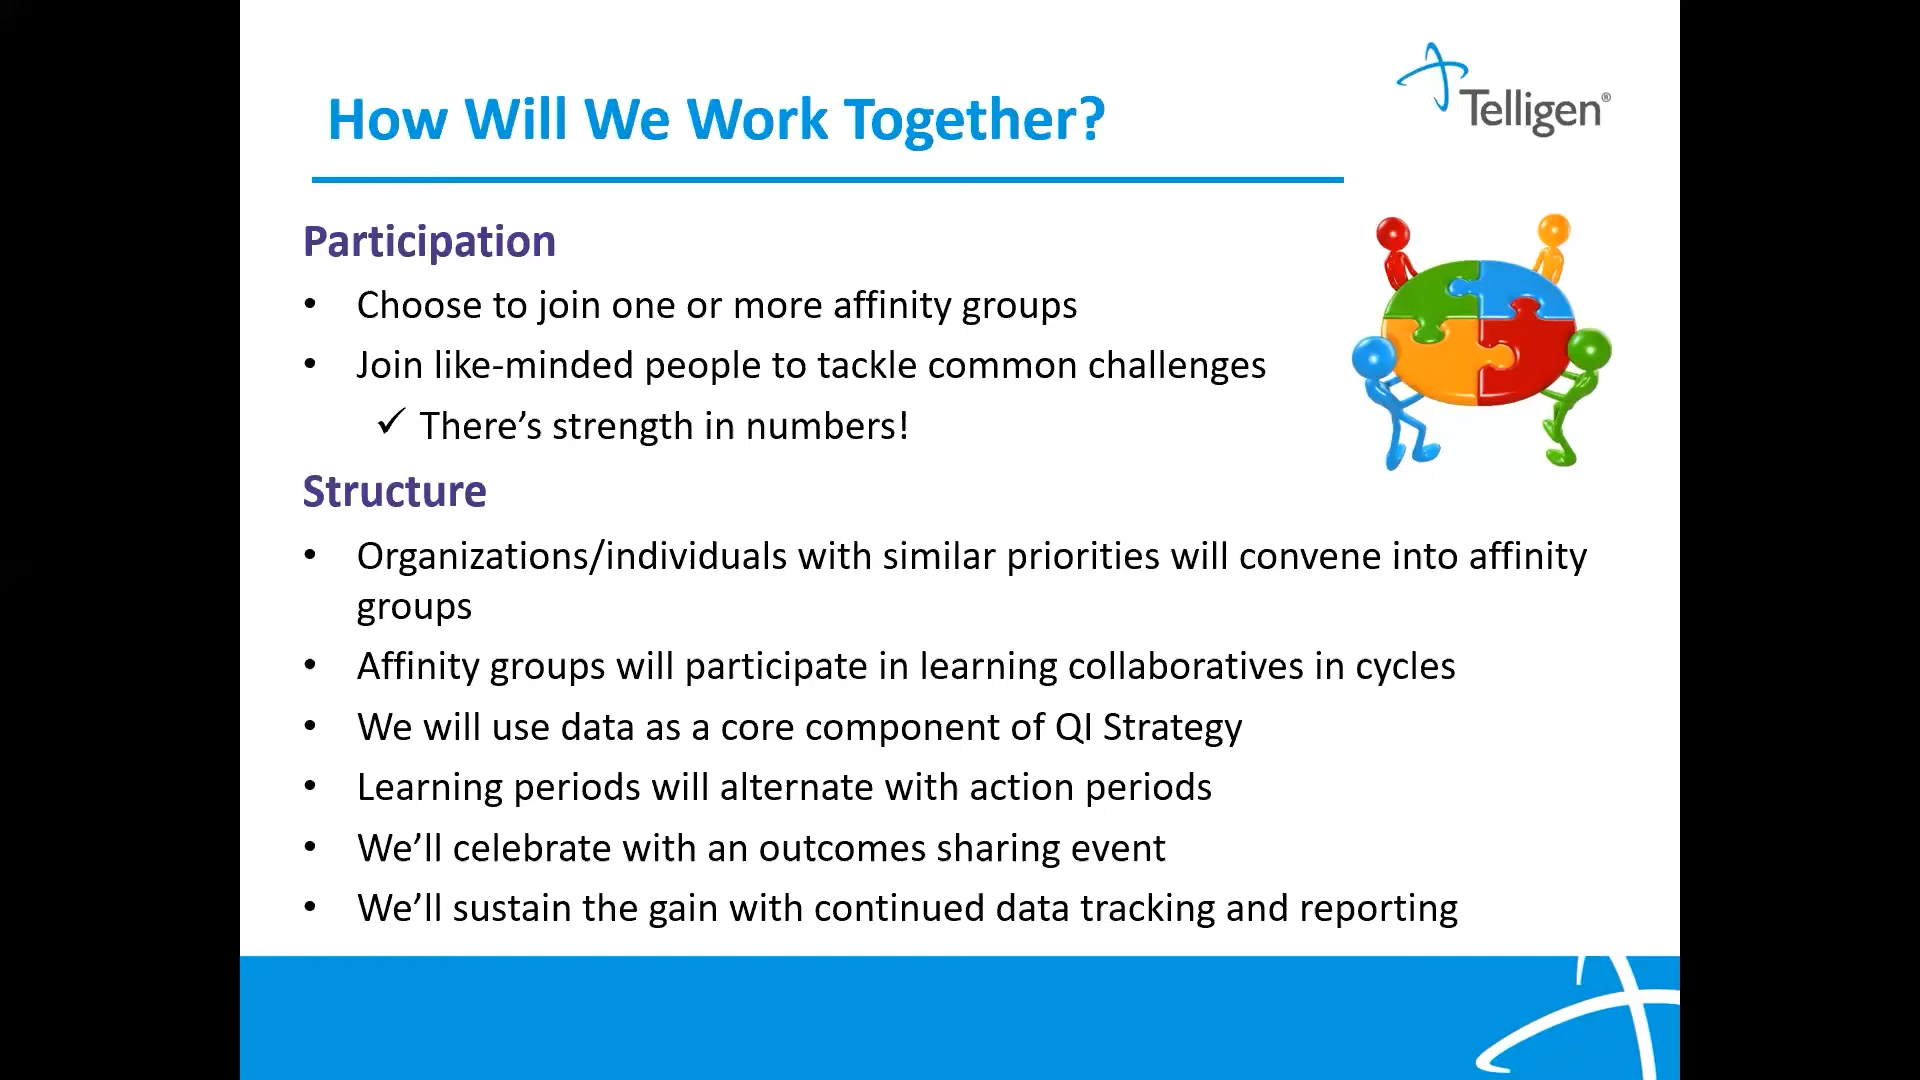 How Will We Work Together?
Telligen®
Participation
• Choose to join one or more affinity groups
• Join like-minded people to tackle common challenges
✓ There’s strength in numbers!
Structure
• Organizations/individuals with similar priorities will convene into affinity
groups
• Affinity groups will participate in learning collaboratives in cycles
• We will use data as a core component of QI Strategy
• Learning periods will alternate with action periods
• We’ll celebrate with an outcomes sharing event
• We’ll sustain the gain with continued data tracking and reporting